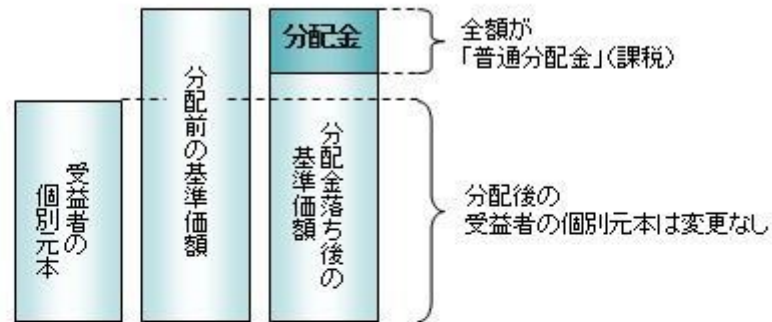 受益者の
個別元本
分配前の基準価額
分配金
分配金落ち後の
基準価額
全額が
「普通分配金」(課税)
分配後の
受益者の個別元本は変更なし